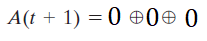 A(t + 1) = 0 ⊕0⊕ 0